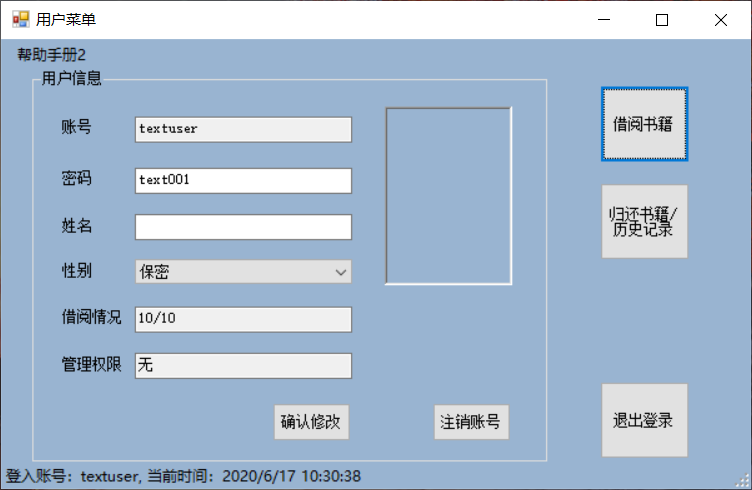 用户菜单
帮助手册2
用户信息
账号 textuser
密码 text001
姓名
性别 保密
借阅情况 10/10
管理权限 无
确认修改 注销账号
借阅书籍
归还书籍/
历史记录
退出登录
登入账号：textuser, 当前时间：2020/6/17 10:30:38